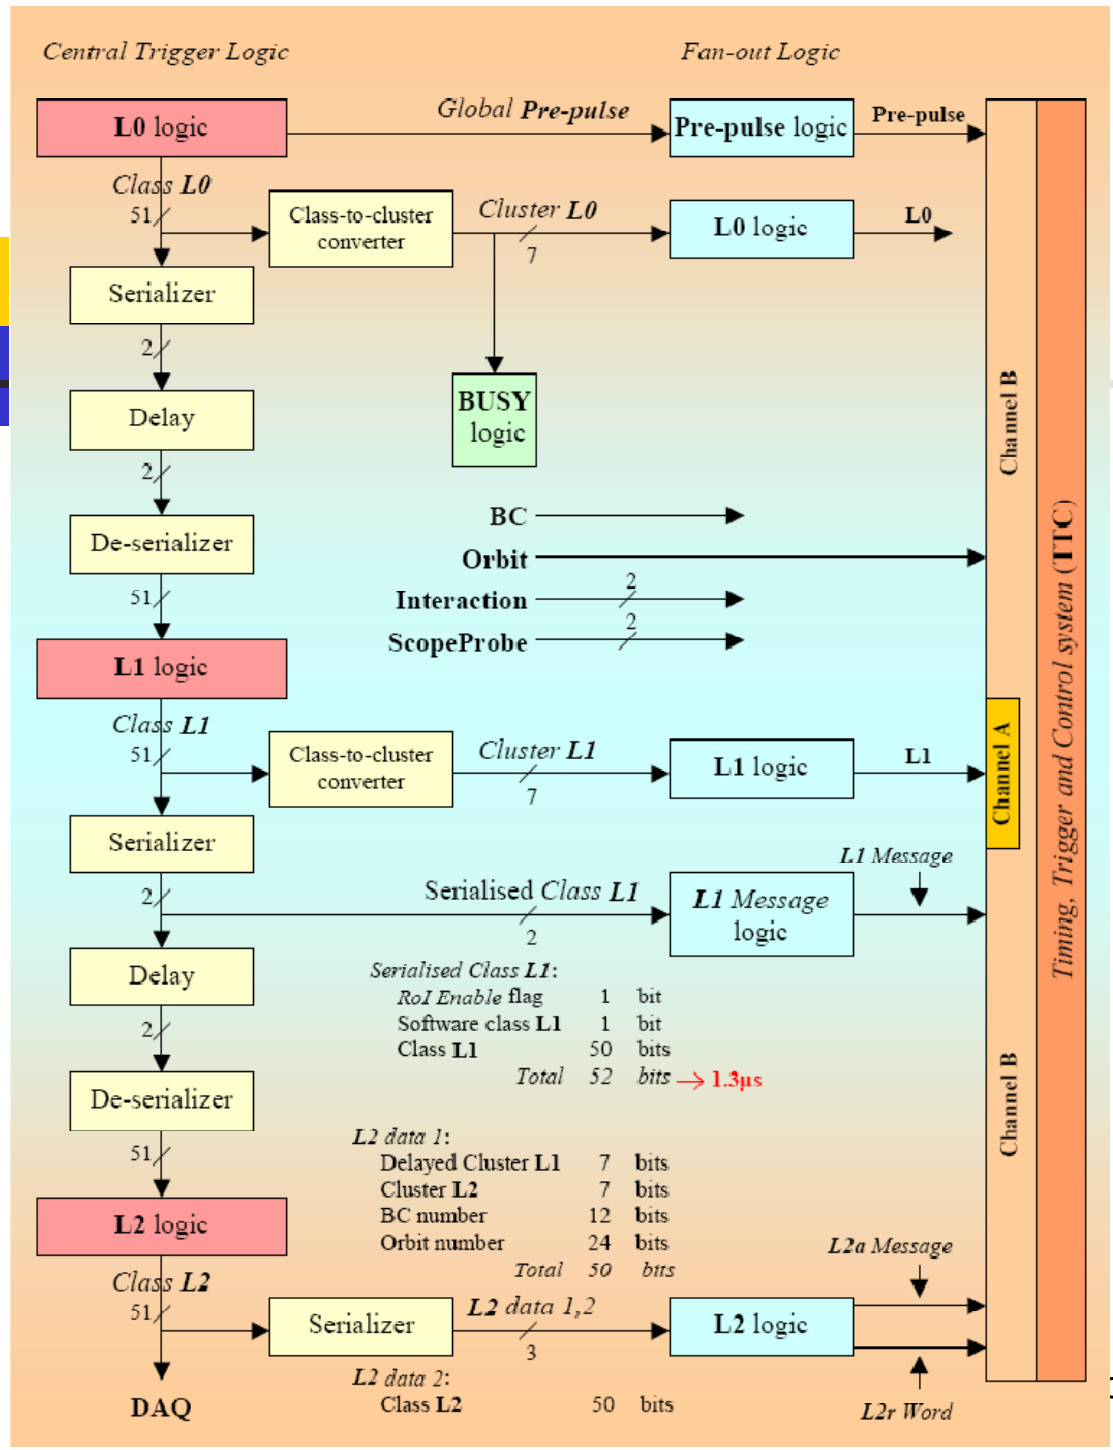 Central Trigger Logic
Fan-out Logic
L0 logic
Global Pre-pulse
Pre-pulse logic
Pre-pulse
Class L0
51
Class-to-cluster
converter
Cluster L0
7
L0 logic
L0
Serializer
2
Delay
BUSY
logic
Channel B
2
De-serializer
BC
Orbit
51
Interaction
2
ScopeProbe
2
Timing, Trigger and Control system (TTC)
L1 logic
Class L1
51
Class-to-cluster
converter
Cluster L1
7
L1 logic
L1
Channel A
Serializer
L1 Message
2
Serialised Class L1
2
L1 Message
logic
Delay
Serialised Class L1:
RoI Enable flag 1 bit
Software class L1 1 bit
Class L1 50 bits
Total 52 bits → 1.3µs
2
De-serializer
Channel B
51
L2 data 1:
Delayed Cluster L1 7 bits
Cluster L2 7 bits
BC number 12 bits
Orbit number 24 bits
Total 50 bits
L2 logic
L2a Message
Class L2
51
Serializer
L2 data 1,2
3
L2 logic
L2 data 2:
Class L2 50 bits
DAQ
L2r Word